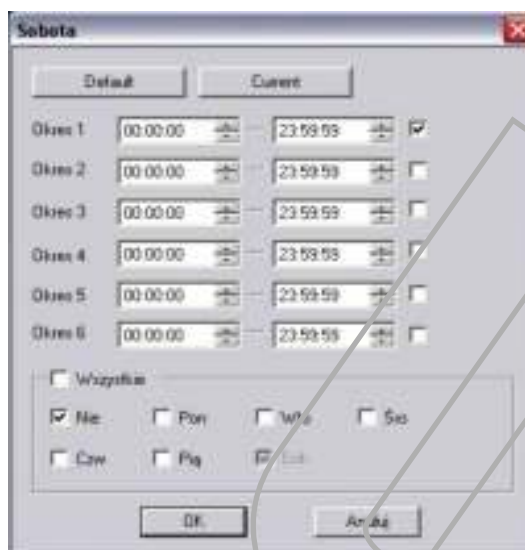 Sobota
Default Current
Okres 1 00:00:00 23:59:59
Okres 2 00:00:00 23:59:59
Okres 3 00:00:00 23:59:59
Okres 4 00:00:00 23:59:59
Okres 5 00:00:00 23:59:59
Okres 6 00:00:00 23:59:59
Wszystkie
Nie Pon Wto Śro
Czw Pią Sob
OK Anuluj